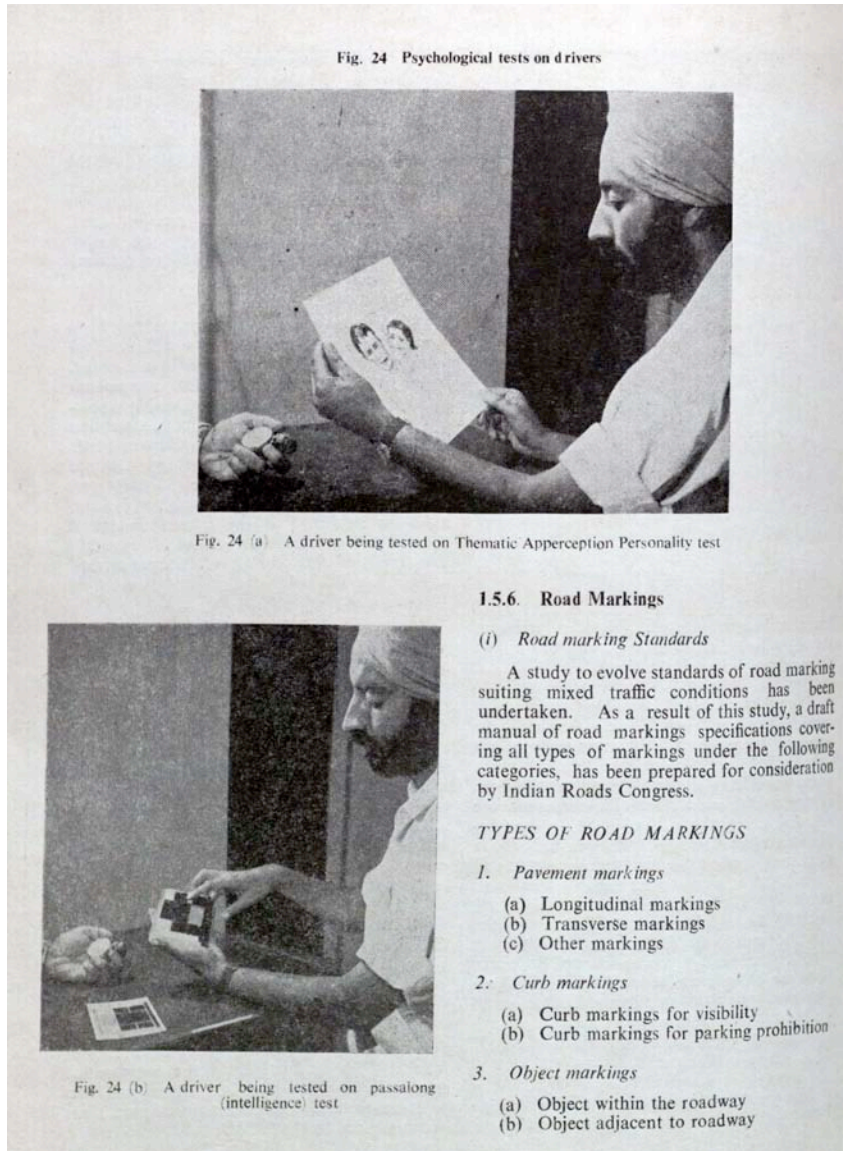 Fig. 24 Psychological tests on drivers
Fig. 24 (a) A driver being tested on Thematic Apperception Personality test
Fig. 24 (b) A driver being tested on passalong
(intelligence) test
1.5.6. Road Markings
(i) Road marking Standards
A study to evolve standards of road marking
suiting mixed traffic conditions has been
undertaken. As a result of this study, a draft
manual of road markings specifications cover-
ing all types of markings under the following
categories, has been prepared for consideration
by Indian Roads Congress.
TYPES OF ROAD MARKINGS
1. Pavement markings
(a) Longitudinal markings
(b) Transverse markings
(c) Other markings
2. Curb markings
(a) Curb markings for visibility
(b) Curb markings for parking prohibition
3. Object markings
(a) Object within the roadway
(b) Object adjacent to roadway